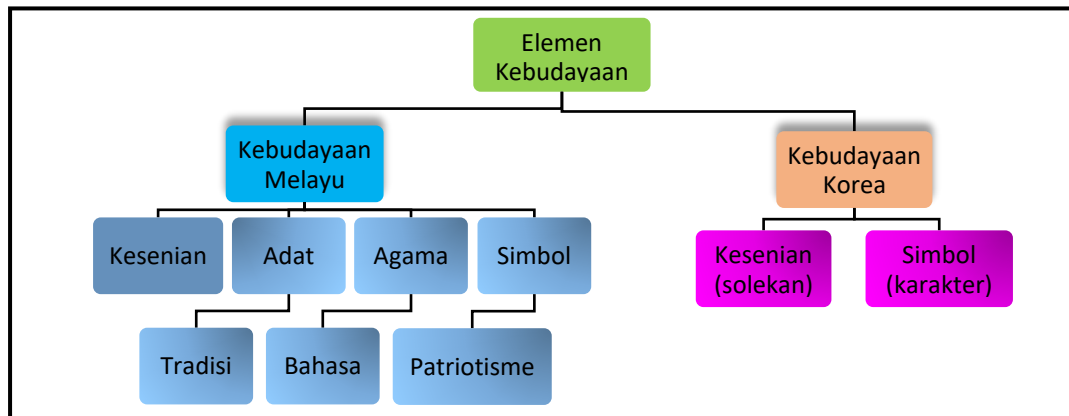 Elemen
Kebudayaan
Kebudayaan
Melayu
Kebudayaan
Korea
Kesenian
Adat
Agama
Simbol
Kesenian
(solekan)
Simbol
(karakter)
Tradisi
Bahasa
Patriotisme